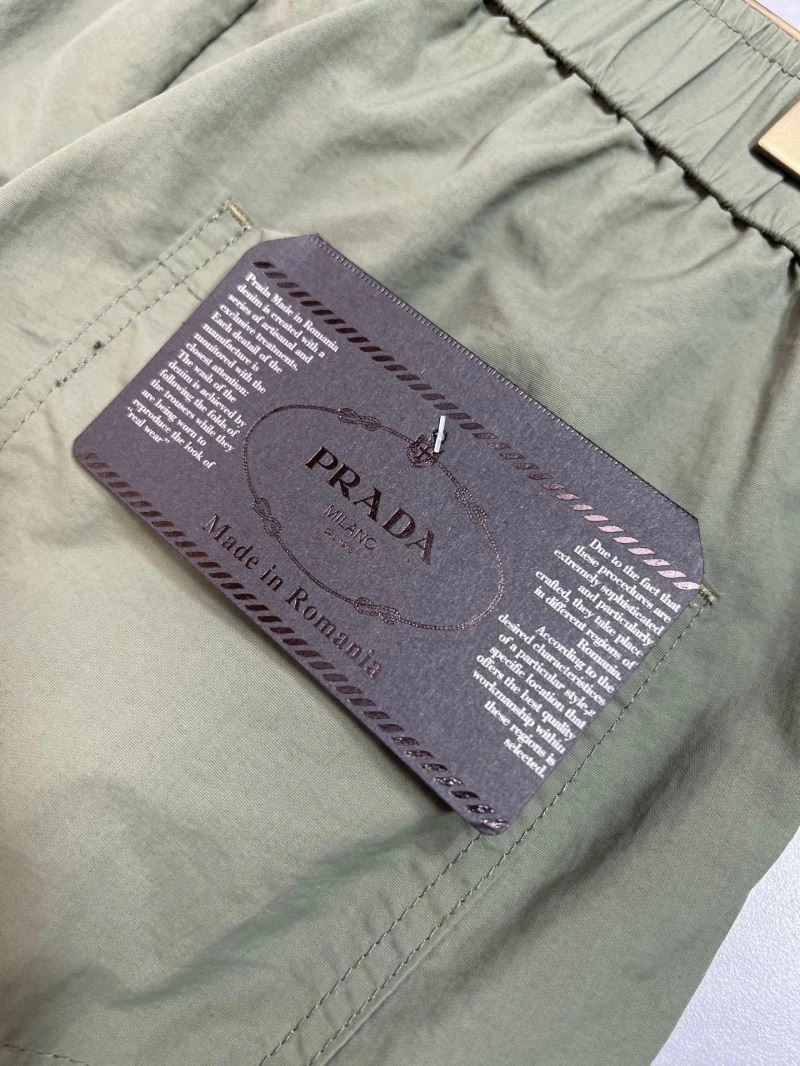 Prada Made in Romania
denim is created with a
series of artisanal and
exclusive treatments.
Each deatail of the
manufacture is
monitored with the
closest attention:
The wash of the
denim is achieved by
following the folds of
the trousers while they
are being worn to
reproduce the look of
"real wear"
PRADA
MILANO
Made in Romania
Due to the fact that
these procedures are
extremely sophisticated
and particularly
crafted, they take place
in different regions of
Romania.
According to the
desired characteristices
of a particular style,
specific location that
offers the best quality
workmanship within
these regions is
selected.